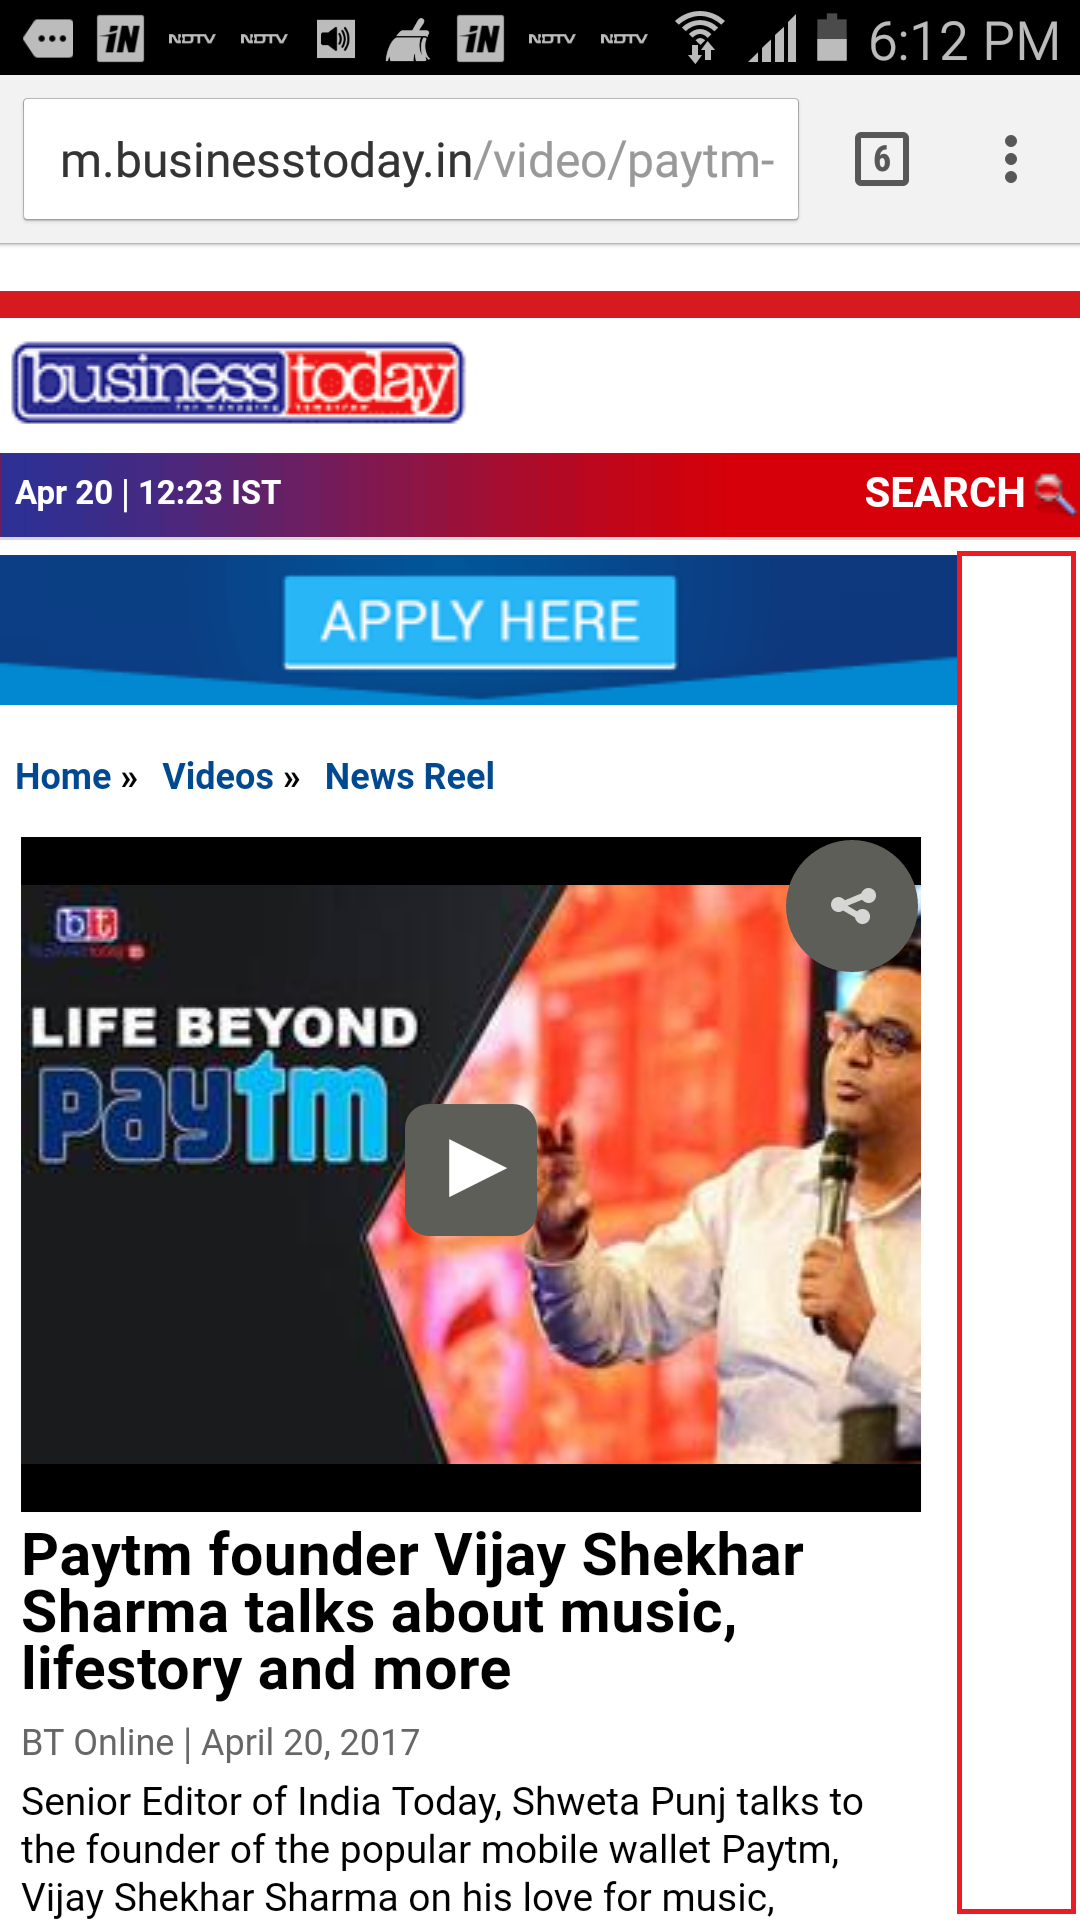 iN NDTV NDTV iN NDTV NDTV 6:12 PM
m.businesstoday.in/video/paytm-
6
business today
for managing tomorrow
Apr 20 | 12:23 IST SEARCH
APPLY HERE
Home » Videos » News Reel
bt
LIFE BEYOND
paytm
Paytm founder Vijay Shekhar
Sharma talks about music,
lifestory and more
BT Online | April 20, 2017
Senior Editor of India Today, Shweta Punj talks to
the founder of the popular mobile wallet Paytm,
Vijay Shekhar Sharma on his love for music,